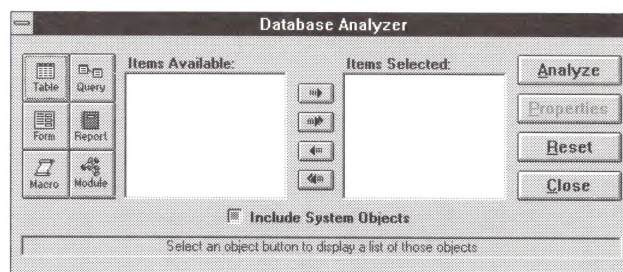 Database Analyzer
Items Available:
Items Selected:
Table
Query
Form
Report
Macro
Module
Analyze
Properties
Reset
Close
Include System Objects
Select an object button to display a list of those objects